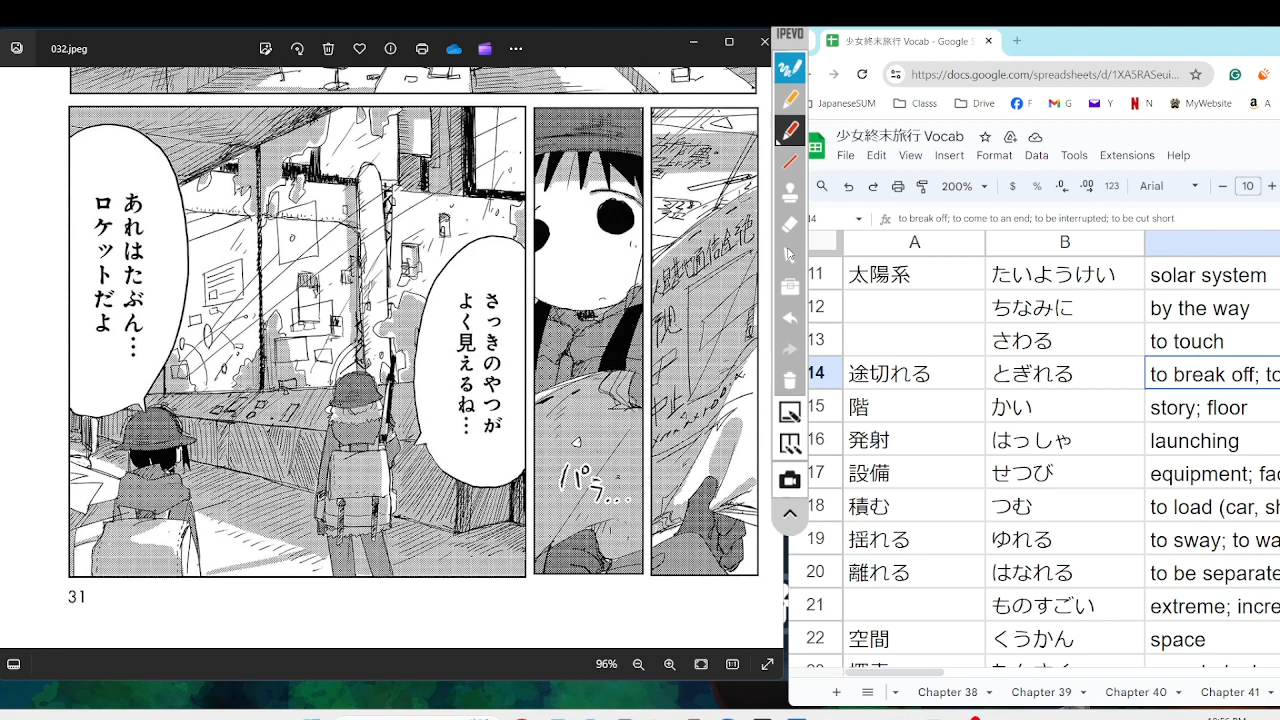 032.jpeg
さっきのやつが
よく見えるね…
あれはたぶん…
ロケットだよ
パラ…
31
96%
IPEVO
少女終末旅行 Vocab - Google S
https://docs.google.com/spreadsheets/d/1XA5RASeui...
JapaneseSUM Classs Drive F G Y N MyWebsite A
少女終末旅行 Vocab
File Edit View Insert Format Data Tools Extensions Help
200% $ % .0 .00 123 Arial 10
to break off; to come to an end; to be interrupted; to be cut short
A B
11 太陽系 たいようけい solar system
12 ちなみに by the way
13 さわる to touch
14 途切れる とぎれる to break off; to
15 階 かい story; floor
16 発射 はっしゃ launching
17 設備 せつび equipment; fac
18 積む つむ to load (car, sh
19 揺れる ゆれる to sway; to wa
20 離れる はなれる to be separate
21 ものすごい extreme; incre
22 空間 くうかん space
Chapter 38 Chapter 39 Chapter 40 Chapter 41